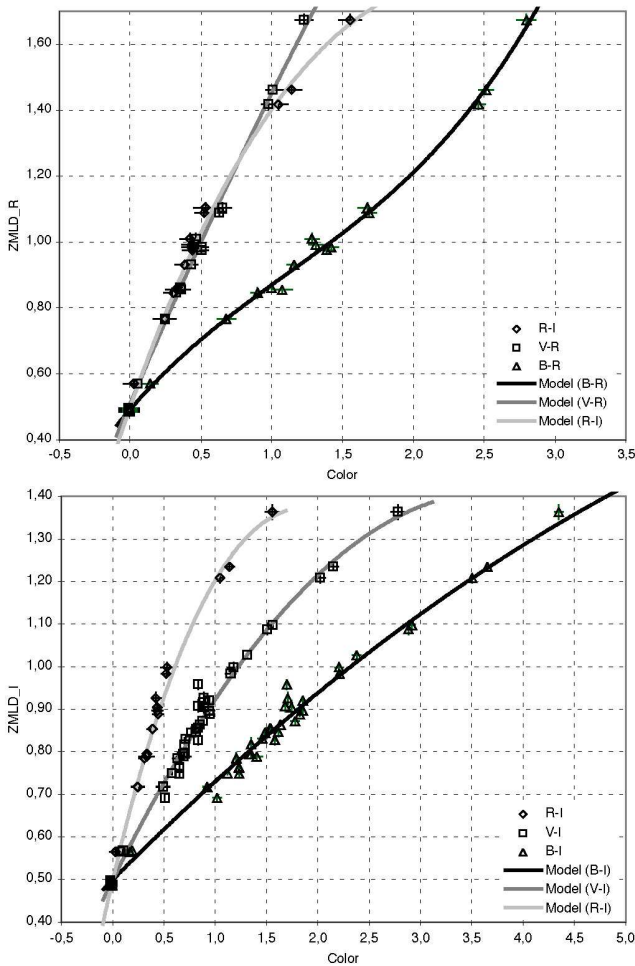 1,60
1,40
1,20
1,00
0,80
0,60
0,40
ZMLD_R
R-I
V-R
B-R
Model (B-R)
Model (V-R)
Model (R-I)
-0,5 0,0 0,5 1,0 1,5 2,0 2,5 3,0 3,5
Color
1,40
1,30
1,20
1,10
1,00
0,90
0,80
0,70
0,60
0,50
0,40
ZMLD_I
R-I
V-I
B-I
Model (B-I)
Model (V-I)
Model (R-I)
-0,5 0,0 0,5 1,0 1,5 2,0 2,5 3,0 3,5 4,0 4,5 5,0
Color